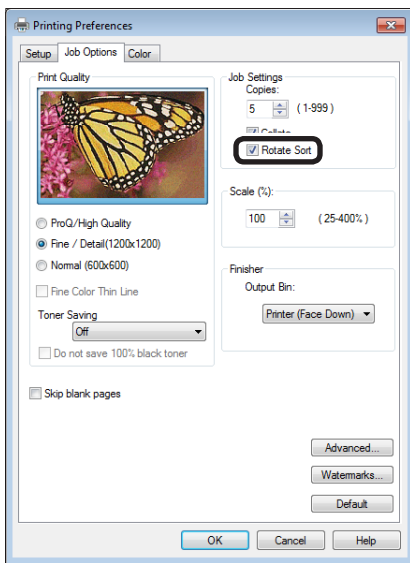 Printing Preferences
Setup Job Options Color
Print Quality
ProQ/High Quality
Fine / Detail(1200x1200)
Normal (600x600)
Fine Color Thin Line
Toner Saving
Off
Do not save 100% black toner
Skip blank pages
Job Settings
Copies:
5 (1-999)
Collate
Rotate Sort
Scale (%):
100 (25-400%)
Finisher
Output Bin:
Printer (Face Down)
Advanced...
Watermarks...
Default
OK Cancel Help